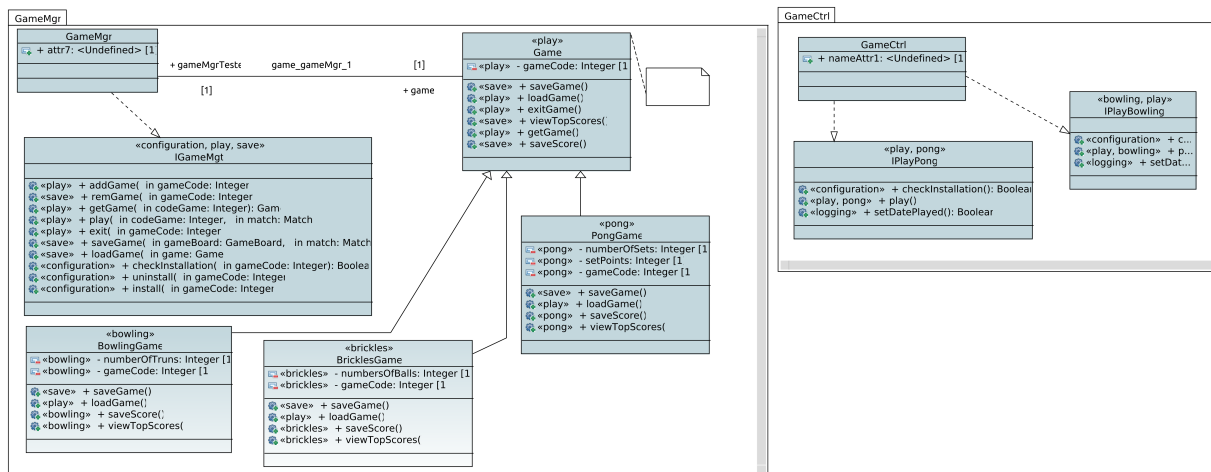 GameMgr
GameMgr
+ attr7: <Undefined> [1
+ gameMgrTeste
game_gameMgr_1
[1]
[1]
+ game
«play»
Game
«play» - gameCode: Integer [1
«save» + saveGame()
«play» + loadGame()
«play» + exitGame()
«save» + viewTopScores(
«play» + getGame()
«save» + saveScore()
«configuration, play, save»
IGameMgt
«play» + addGame( in gameCode: Integer
«save» + remGame( in gameCode: Integer
«play» + getGame( in codeGame: Integer): Gam
«play» + play( in codeGame: Integer, in match: Match
«play» + exit( in gameCode: Integer
«save» + saveGame( in gameBoard: GameBoard, in match: Match
«save» + loadGame( in game: Game
«configuration» + checkInstallation( in gameCode: Integer): Boolea
«configuration» + uninstall( in gameCode: Integer
«configuration» + install( in gameCode: Integer
«pong»
PongGame
«pong» - numberOfSets: Integer [1
«pong» - setPoints: Integer [1
«pong» - gameCode: Integer [1
«save» + saveGame()
«play» + loadGame()
«pong» + saveScore()
«pong» + viewTopScores(
«bowling»
BowlingGame
«bowling» - numberOfTruns: Integer [1
«bowling» - gameCode: Integer [1
«save» + saveGame()
«play» + loadGame()
«bowling» + saveScore()
«bowling» + viewTopScores(
«brickles»
BricklesGame
«brickles» - numbersOfBalls: Integer [1
«brickles» - gameCode: Integer [1
«save» + saveGame()
«play» + loadGame()
«brickles» + saveScore()
«brickles» + viewTopScores(
GameCtrl
GameCtrl
+ nameAttr1: <Undefined> [1
«bowling, play»
IPlayBowling
«configuration» + c...
«play, bowling» + p...
«logging» + setDat...
«play, pong»
IPlayPong
«configuration» + checkInstallation(): Boolear
«play, pong» + play()
«logging» + setDatePlayed(): Boolear